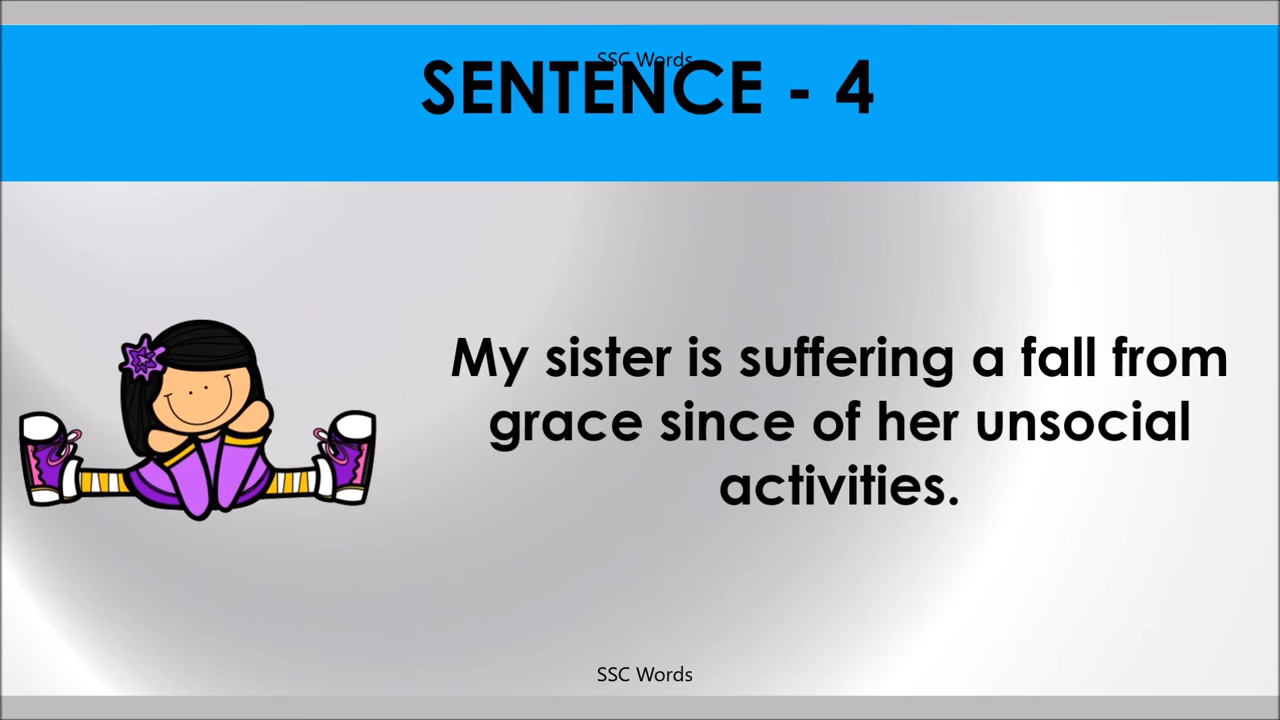 SSC Words
SENTENCE - 4
My sister is suffering a fall from
grace since of her unsocial
activities.
SSC Words